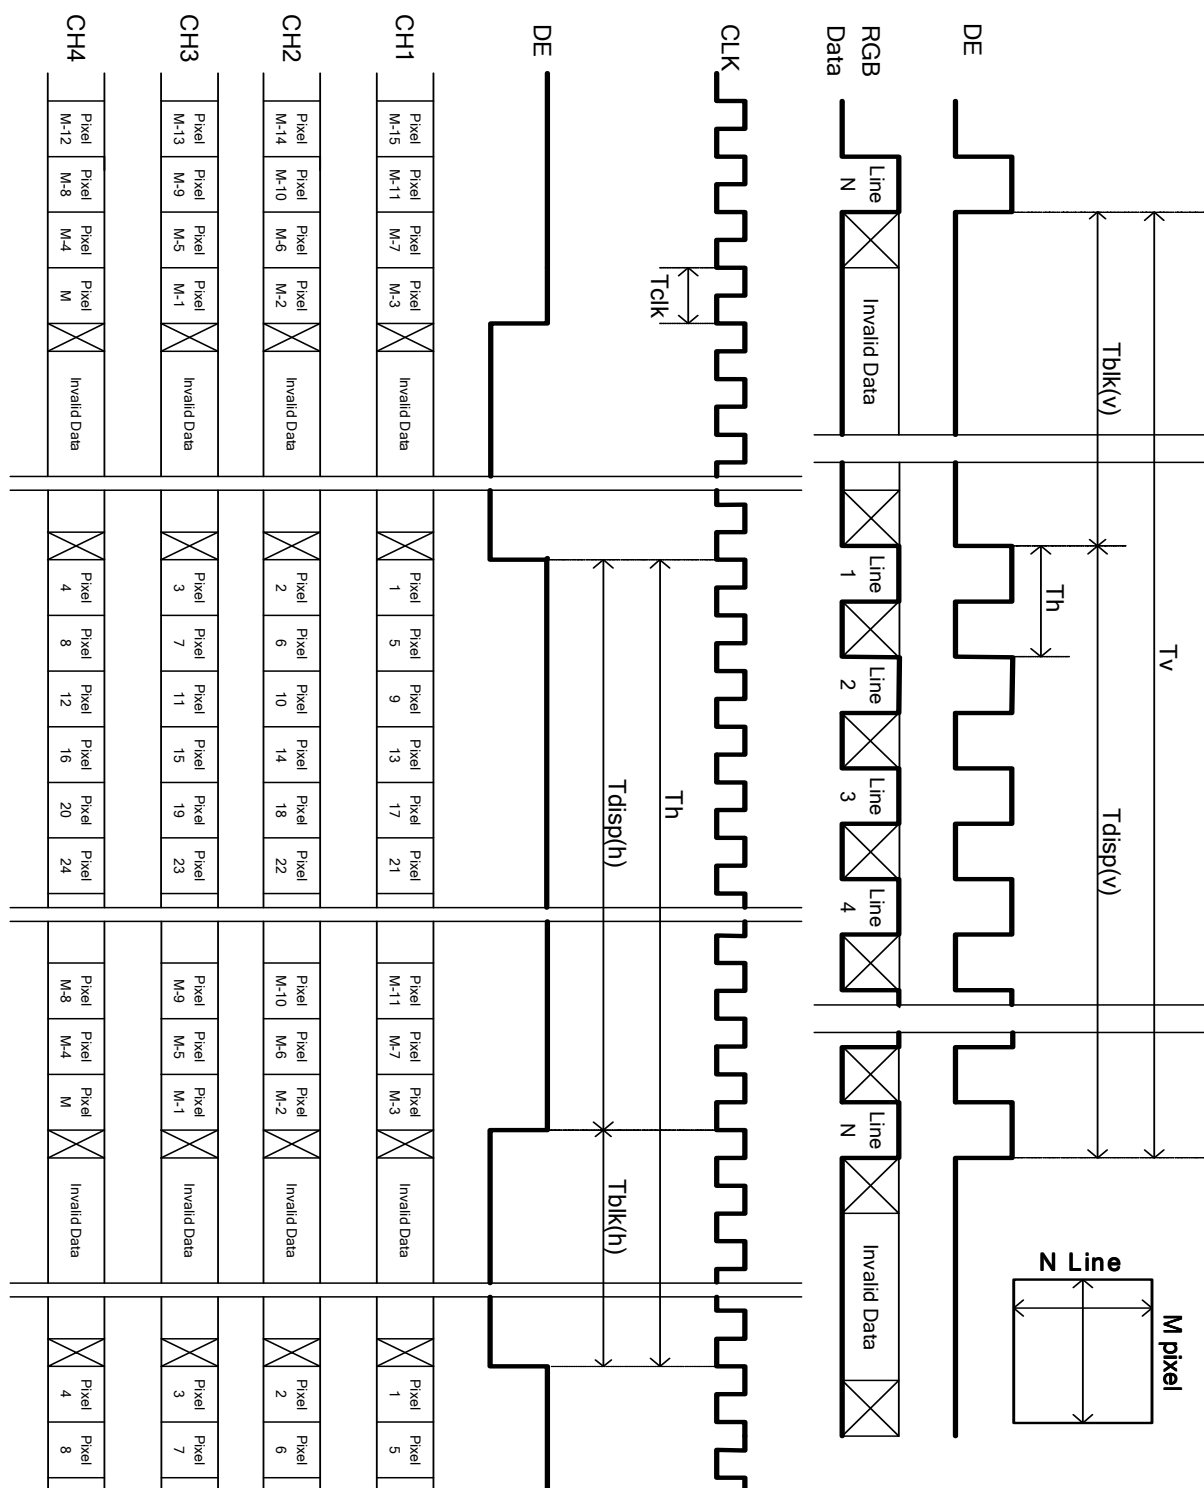 Tv
Tblk(v)
Tdisp(v)
Th
DE
RGB
Data
Line
N
Invalid Data
Line
1
Line
2
Line
3
Line
4
Line
N
Invalid Data
N Line
M pixel
CLK
Tclk
Th
Tdisp(h)
Tblk(h)
DE
CH1
Pixel
M-15
Pixel
M-11
Pixel
M-7
Pixel
M-3
Invalid Data
Pixel
1
Pixel
5
Pixel
9
Pixel
13
Pixel
17
Pixel
21
Pixel
M-11
Pixel
M-7
Pixel
M-3
Invalid Data
Pixel
1
Pixel
5
CH2
Pixel
M-14
Pixel
M-10
Pixel
M-6
Pixel
M-2
Invalid Data
Pixel
2
Pixel
6
Pixel
10
Pixel
14
Pixel
18
Pixel
22
Pixel
M-10
Pixel
M-6
Pixel
M-2
Invalid Data
Pixel
2
Pixel
6
CH3
Pixel
M-13
Pixel
M-9
Pixel
M-5
Pixel
M-1
Invalid Data
Pixel
3
Pixel
7
Pixel
11
Pixel
15
Pixel
19
Pixel
23
Pixel
M-9
Pixel
M-5
Pixel
M-1
Invalid Data
Pixel
3
Pixel
7
CH4
Pixel
M-12
Pixel
M-8
Pixel
M-4
Pixel
M
Invalid Data
Pixel
4
Pixel
8
Pixel
12
Pixel
16
Pixel
20
Pixel
24
Pixel
M-8
Pixel
M-4
Pixel
M
Invalid Data
Pixel
4
Pixel
8